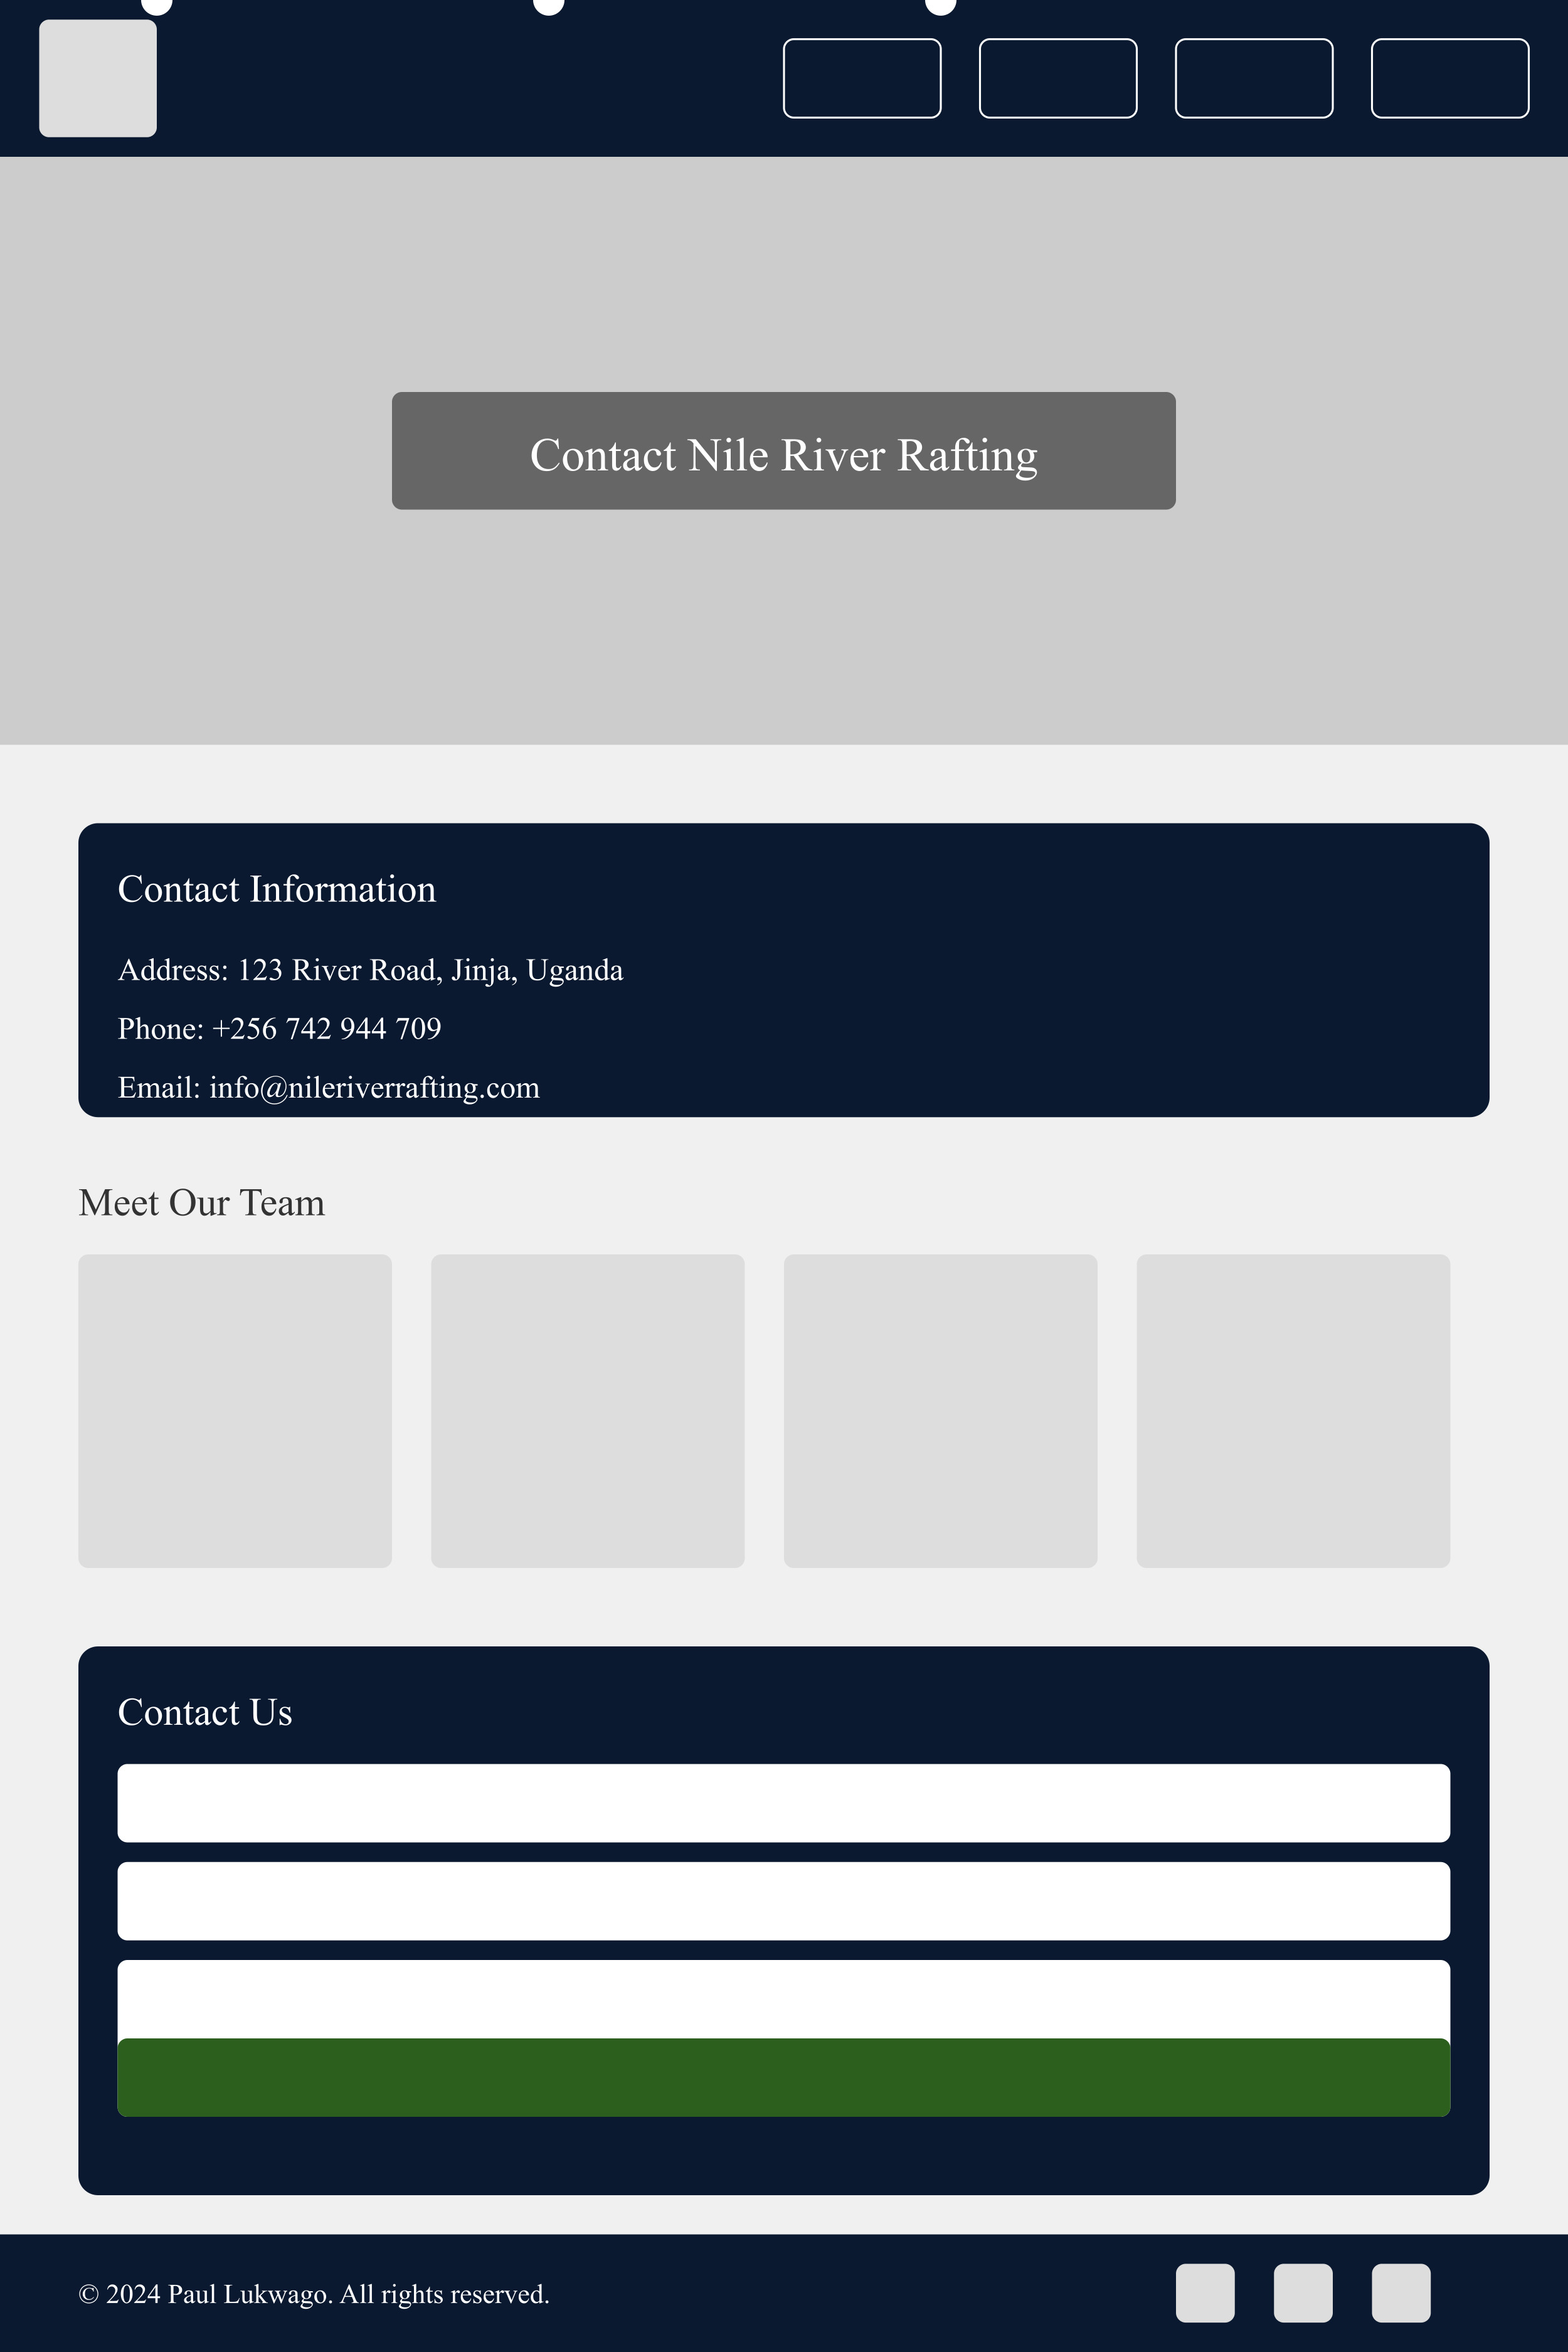 Contact Nile River Rafting
Contact Information
Address: 123 River Road, Jinja, Uganda
Phone: +256 742 944 709
Email: info@nileriverrafting.com
Meet Our Team
Contact Us
© 2024 Paul Lukwago. All rights reserved.